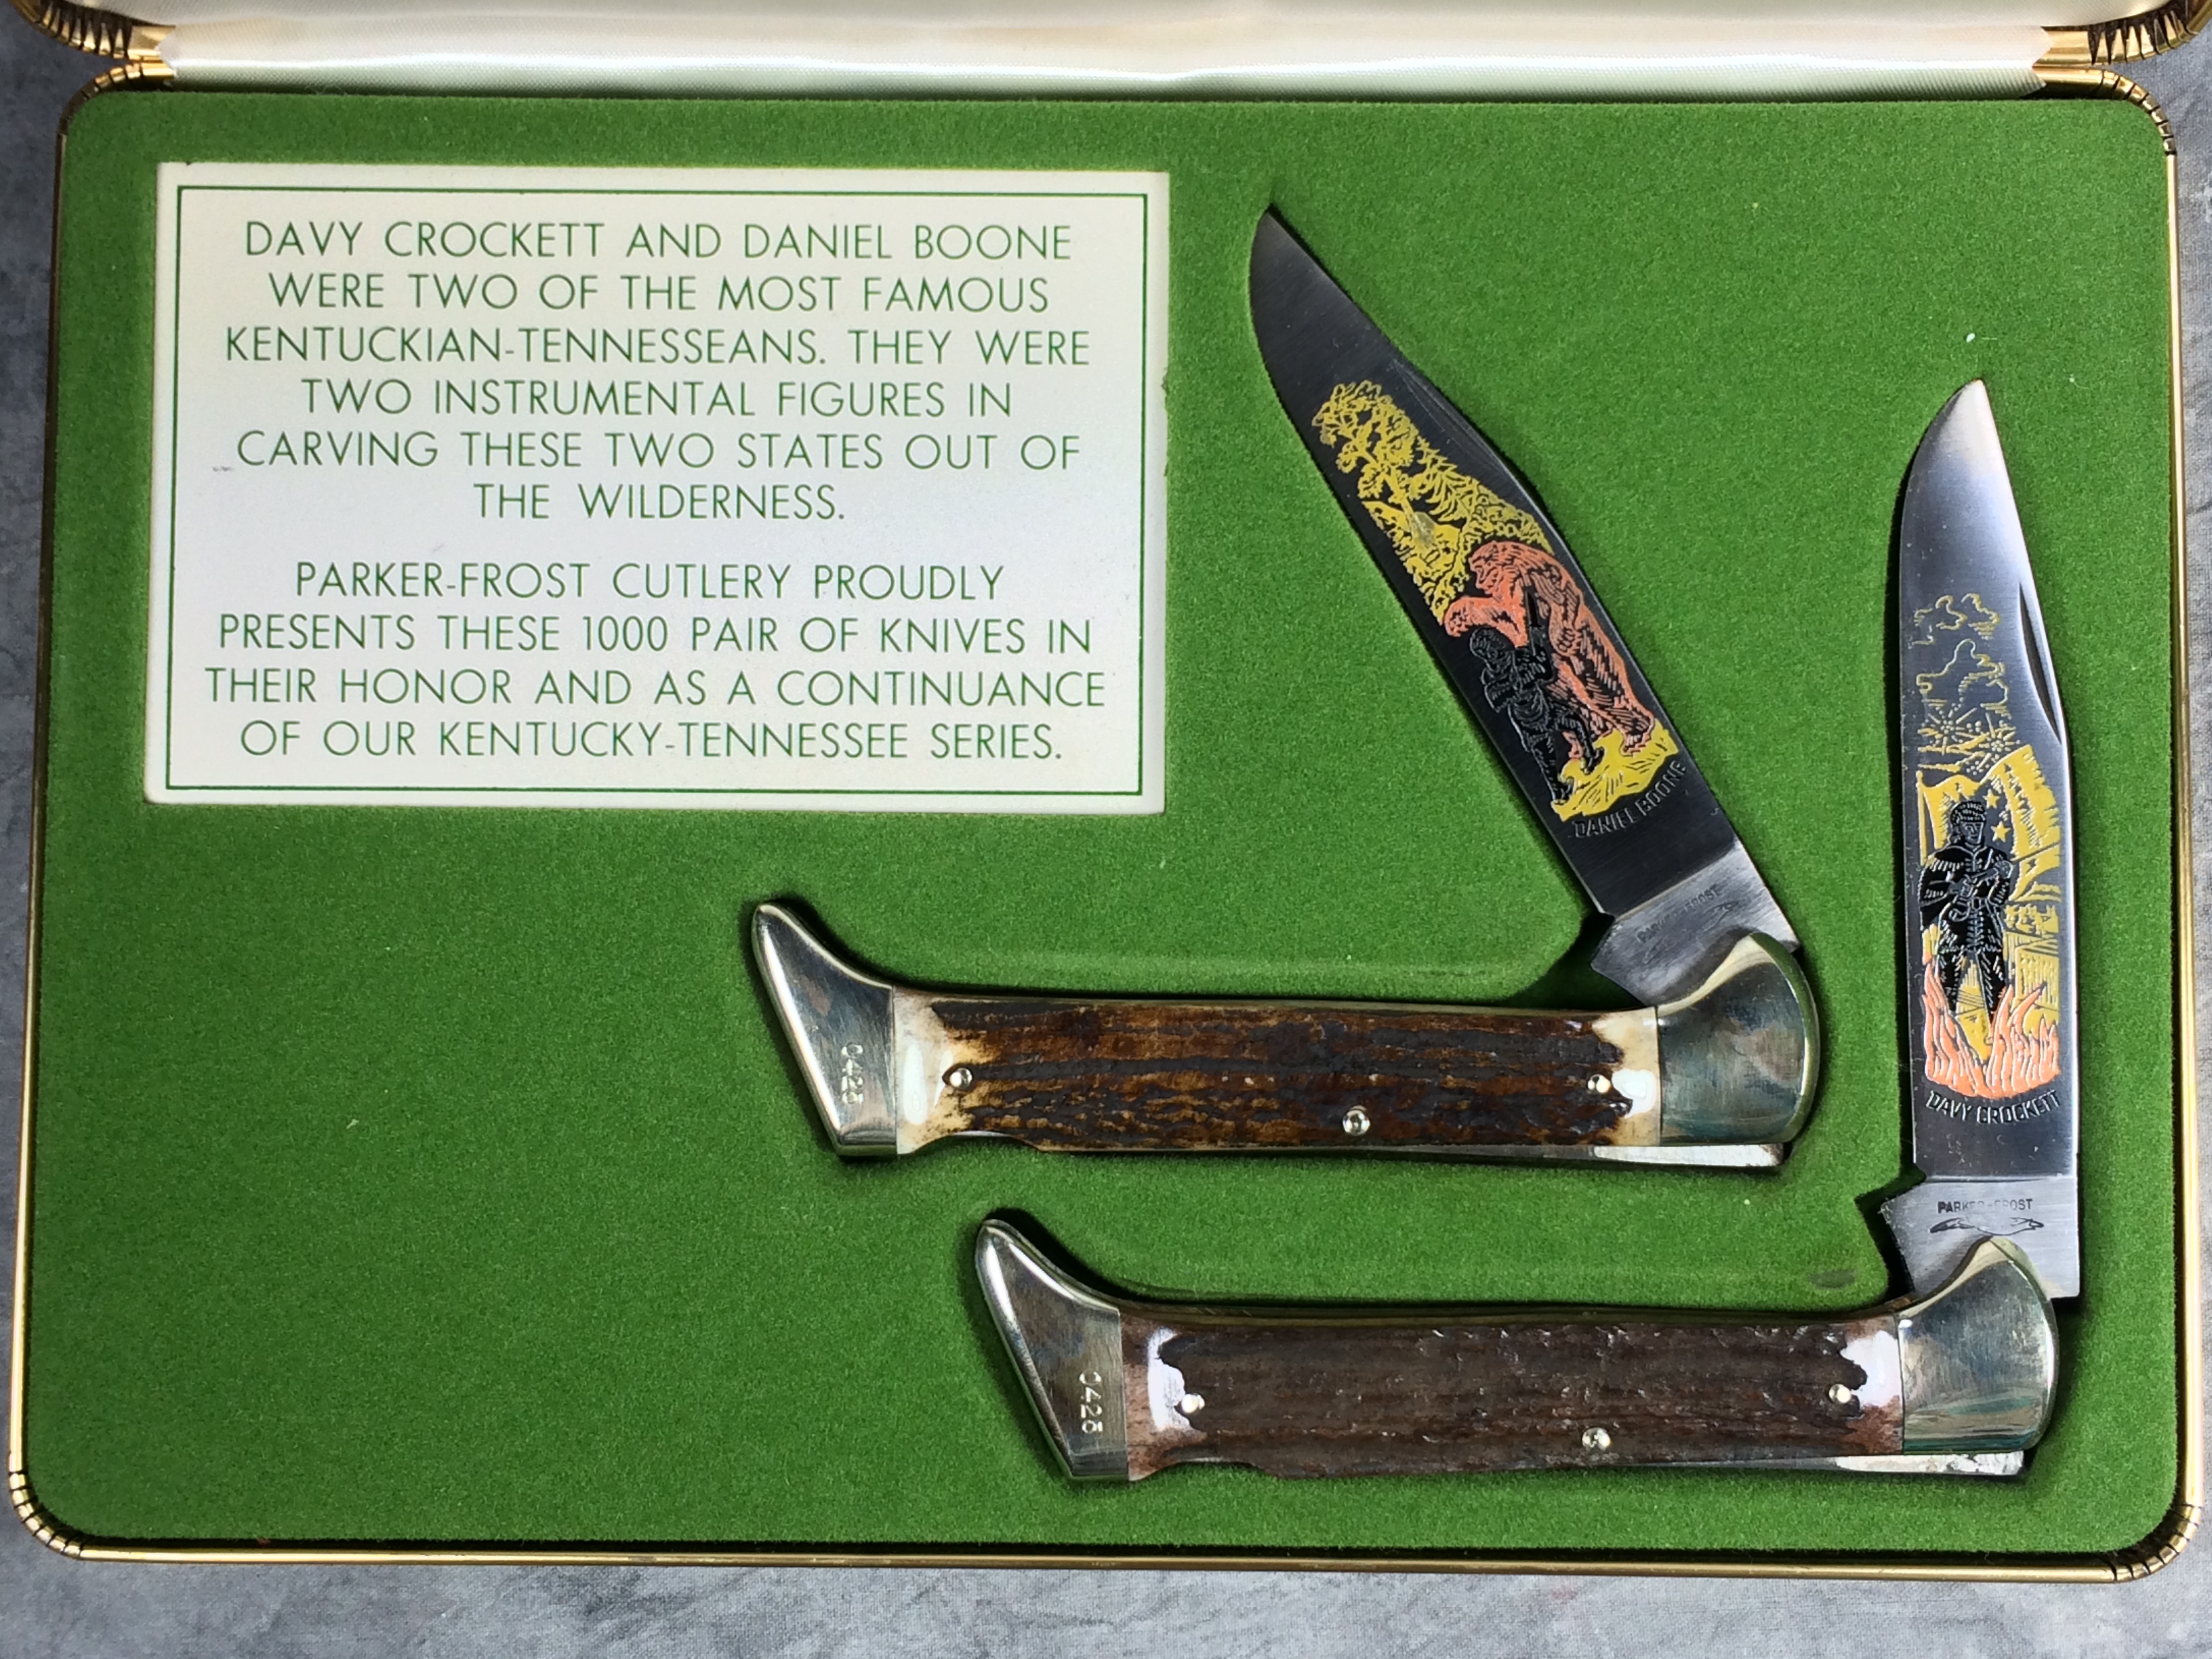 DAVY CROCKETT AND DANIEL BOONE
WERE TWO OF THE MOST FAMOUS
KENTUCKIAN-TENNESSEANS. THEY WERE
TWO INSTRUMENTAL FIGURES IN
CARVING THESE TWO STATES OUT OF
THE WILDERNESS.
PARKER-FROST CUTLERY PROUDLY
PRESENTS THESE 1000 PAIR OF KNIVES IN
THEIR HONOR AND AS A CONTINUANCE
OF OUR KENTUCKY-TENNESSEE SERIES.
DANIEL BOONE
PARKER-FROST
0425
DAVY CROCKETT
PARKER-FROST
0425